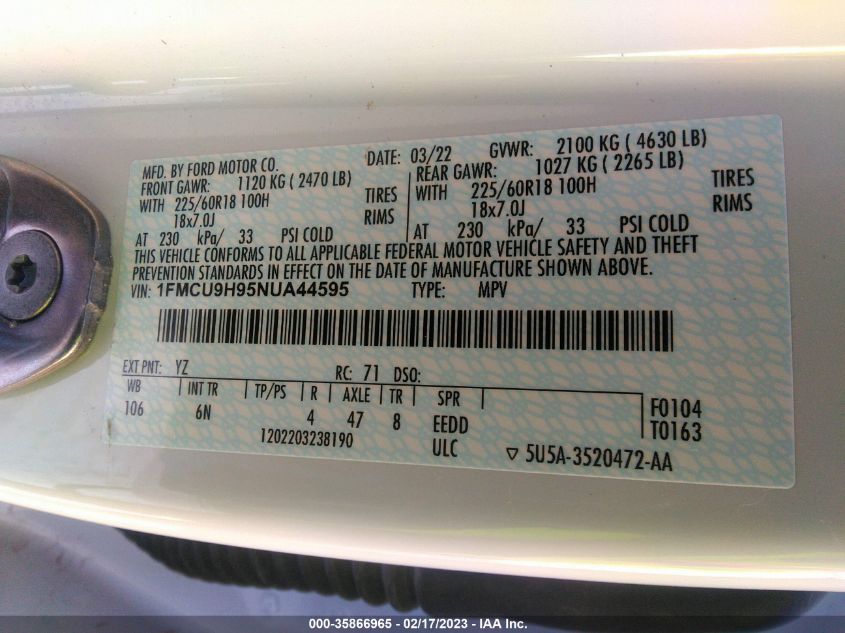 MFD. BY FORD MOTOR CO. DATE: 03/22 GVWR: 2100 KG ( 4630 LB)
FRONT GAWR: 1120 KG ( 2470 LB) REAR GAWR: 1027 KG ( 2265 LB)
WITH 225/60R18 100H TIRES WITH 225/60R18 100H TIRES
18x7.0J RIMS 18x7.0J RIMS
AT 230 kPa/ 33 PSI COLD AT 230 kPa/ 33 PSI COLD
THIS VEHICLE CONFORMS TO ALL APPLICABLE FEDERAL MOTOR VEHICLE SAFETY AND THEFT
PREVENTION STANDARDS IN EFFECT ON THE DATE OF MANUFACTURE SHOWN ABOVE.
VIN: 1FMCU9H95NUA44595 TYPE: MPV
EXT PNT: YZ RC: 71 DSO:
WB INT TR TP/PS R AXLE TR SPR
106 6N 4 47 8 EEDD F0104
1202203238190 ULC T0163
▽ 5U5A-3520472-AA
000-35866965 - 02/17/2023 - IAA Inc.